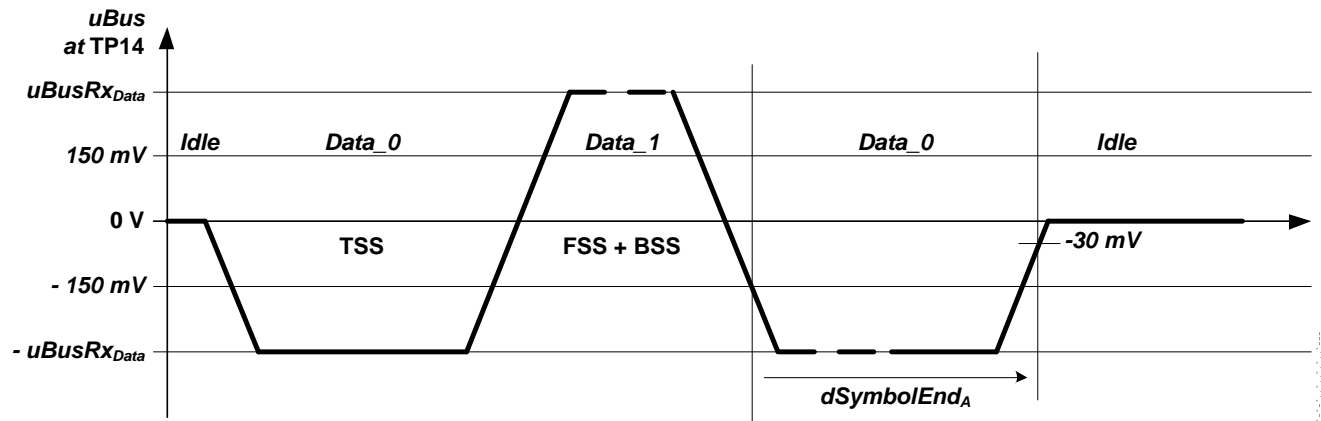 uBus
at TP14
uBusRxData
Idle Data_0 Data_1 Data_0 Idle
150 mV
0 V
TSS FSS + BSS -30 mV
- 150 mV
- uBusRxData
dSymbolEndA